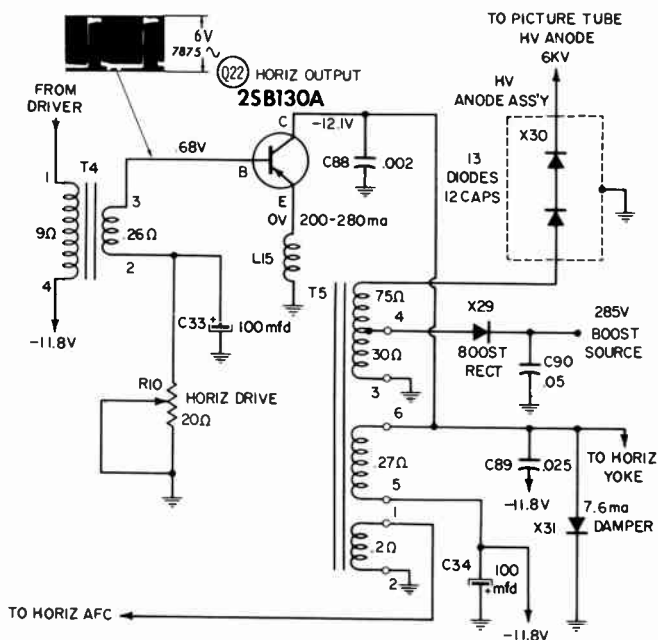 6V
7875 ~
Q22 HORIZ OUTPUT
2SB130A
TO PICTURE TUBE
HV ANODE
6KV
FROM
DRIVER
HV
ANODE ASS'Y
X30
13
DIODES
12 CAPS
T4
.68V
C
-12.1V
C88
.002
B
E
0V 200-280ma
1
3
9Ω
.26Ω
2
4
L15
-11.8V
C33 + 100mfd
T5
75Ω
4
X29
285V
BOOST
RECT
BOOST
SOURCE
30Ω
3
C90
.05
R10
HORIZ DRIVE
20Ω
6
.27Ω
5
C89
.025
-11.8V
TO HORIZ
YOKE
7.6ma
X31
DAMPER
1
.2Ω
2
C34
100
+ mfd
-11.8V
TO HORIZ AFC